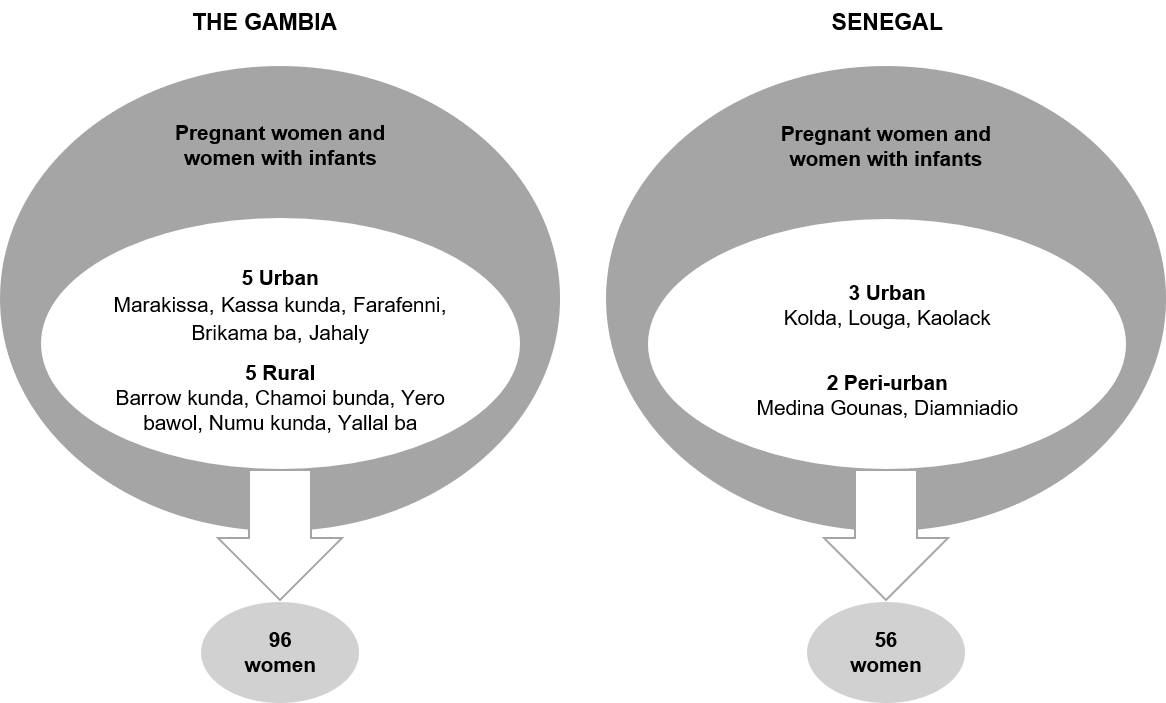 THE GAMBIA
Pregnant women and
women with infants
5 Urban
Marakissa, Kassa kunda, Farafenni,
Brikama ba, Jahaly
5 Rural
Barrow kunda, Chamoi bunda, Yero
bawol, Numu kunda, Yallal ba
96
women
SENEGAL
Pregnant women and
women with infants
3 Urban
Kolda, Louga, Kaolack
2 Peri-urban
Medina Gounas, Diamniadio
56
women